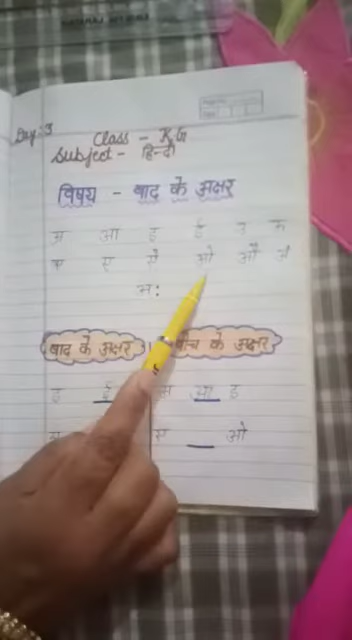 Day:3
Class - KG
Subject - हिन्दी
विषय - बाद के अक्षर
अ आ इ ई उ ऊ
ए ऐ ओ औ अं
अ:
बाद के अक्षर
बीच के अक्षर
इ ई
अ आ इ
ओ